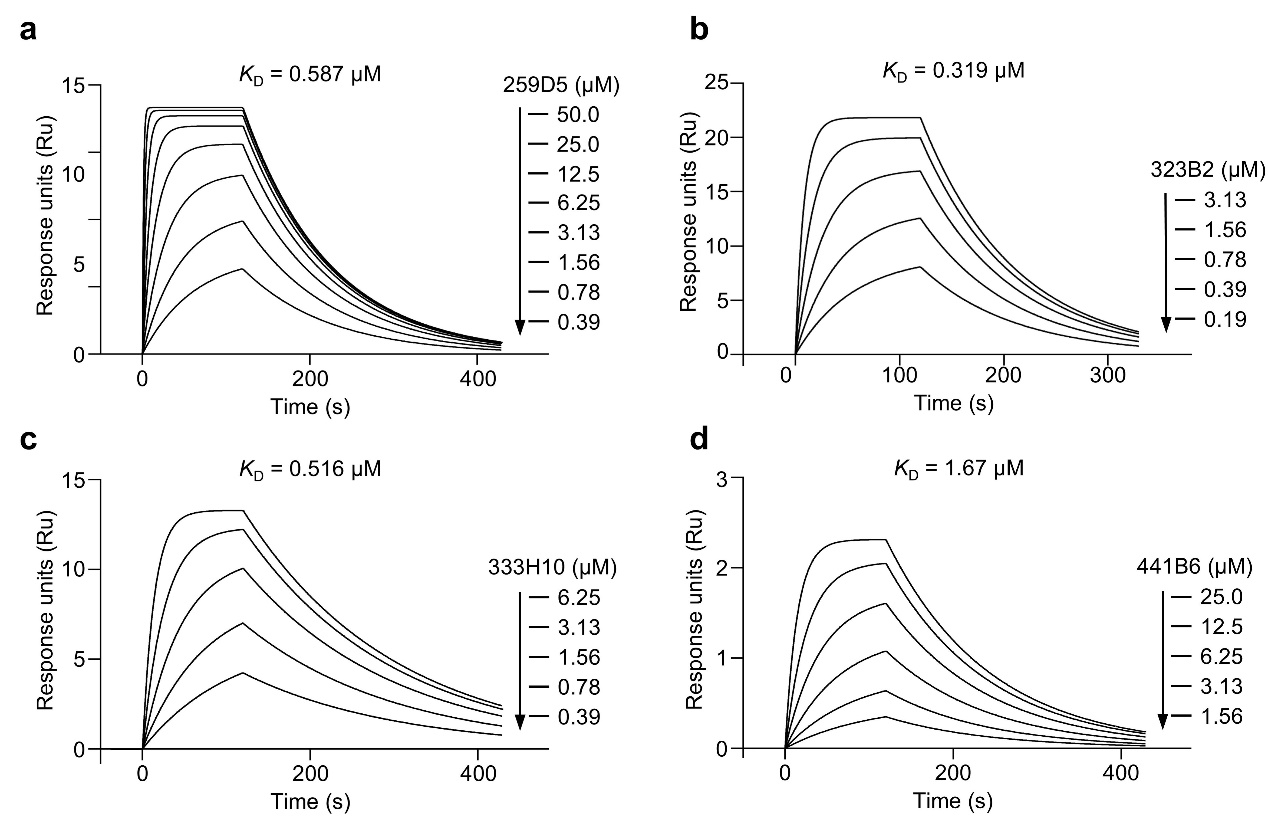 a
K_D = 0.587 µM
259D5 (µM)
50.0
25.0
12.5
6.25
3.13
1.56
0.78
0.39
15
10
5
0
Response units (Ru)
0 200 400
Time (s)
b
K_D = 0.319 µM
323B2 (µM)
3.13
1.56
0.78
0.39
0.19
25
20
15
10
5
0
Response units (Ru)
0 100 200 300
Time (s)
c
K_D = 0.516 µM
333H10 (µM)
6.25
3.13
1.56
0.78
0.39
15
10
5
0
Response units (Ru)
0 200 400
Time (s)
d
K_D = 1.67 µM
441B6 (µM)
25.0
12.5
6.25
3.13
1.56
3
2
1
0
Response units (Ru)
0 200 400
Time (s)